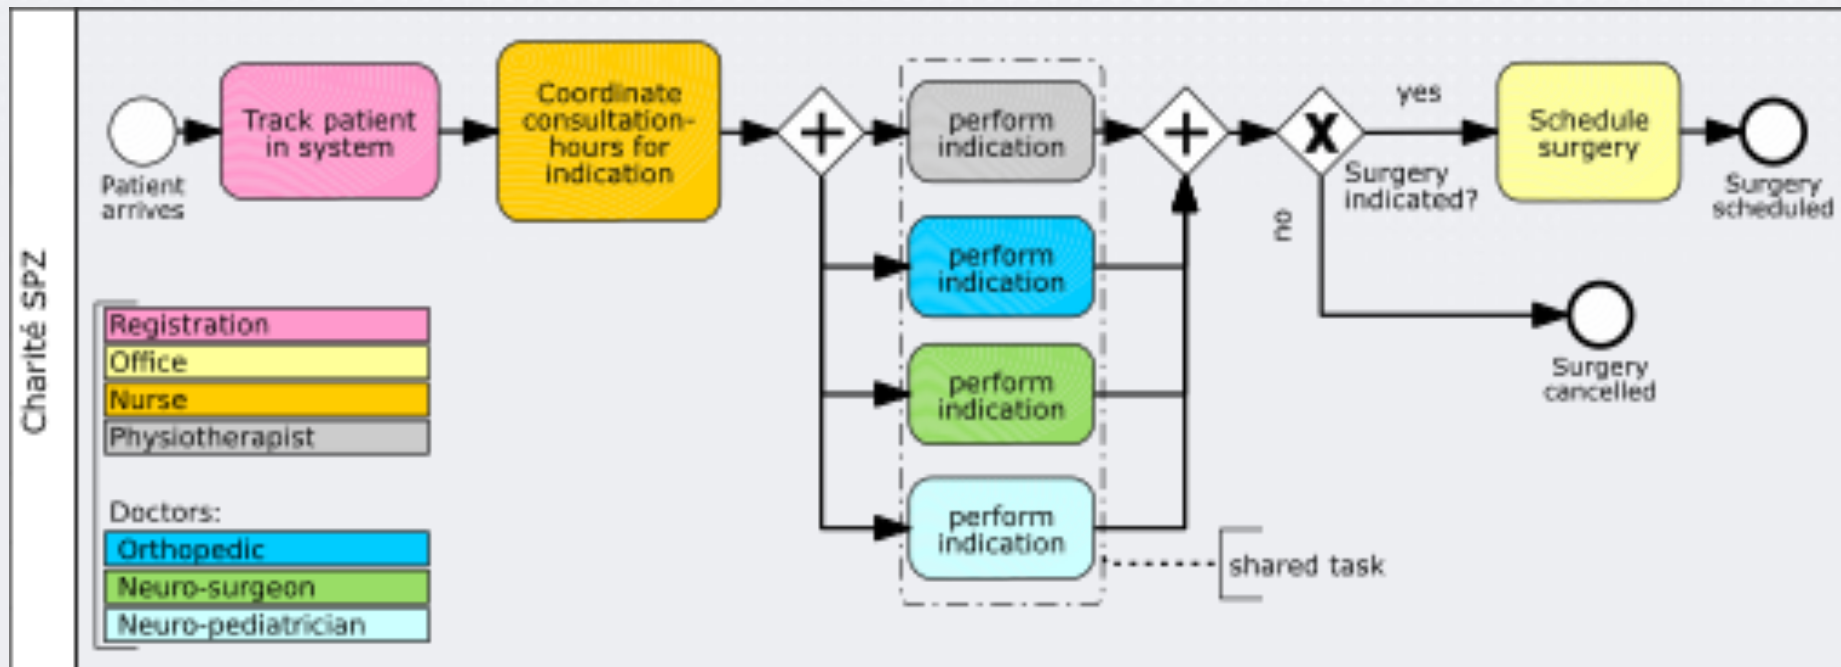 Charité SPZ
Patient
arrives
Track patient
in system
Coordinate
consultation-
hours for
indication
perform
indication
perform
indication
perform
indication
perform
indication
shared task
yes
Surgery
indicated?
no
Schedule
surgery
Surgery
scheduled
Surgery
cancelled
Registration
Office
Nurse
Physiotherapist
Doctors:
Orthopedic
Neuro-surgeon
Neuro-pediatrician